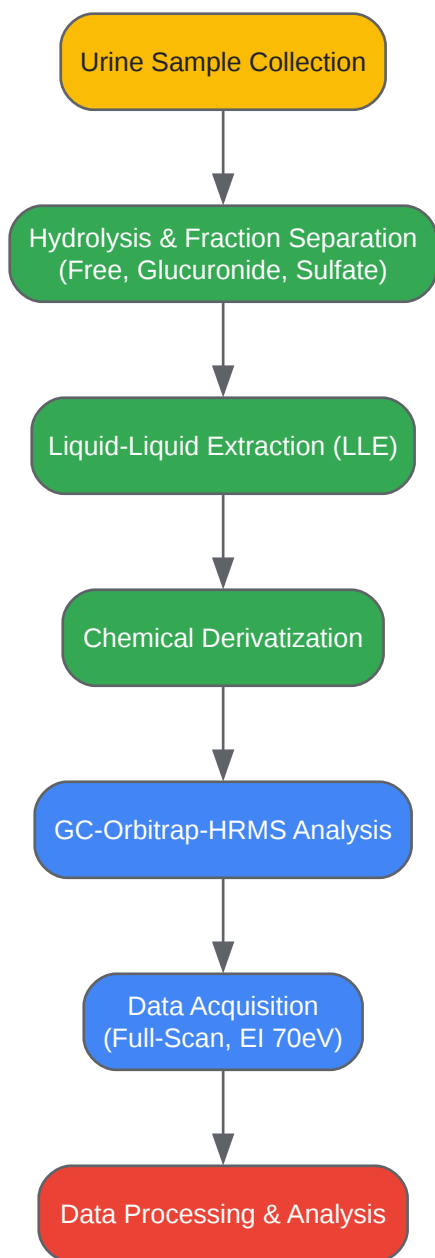 Urine Sample Collection
Hydrolysis & Fraction Separation
(Free, Glucuronide, Sulfate)
Liquid-Liquid Extraction (LLE)
Chemical Derivatization
GC-Orbitrap-HRMS Analysis
Data Acquisition
(Full-Scan, EI 70eV)
Data Processing & Analysis